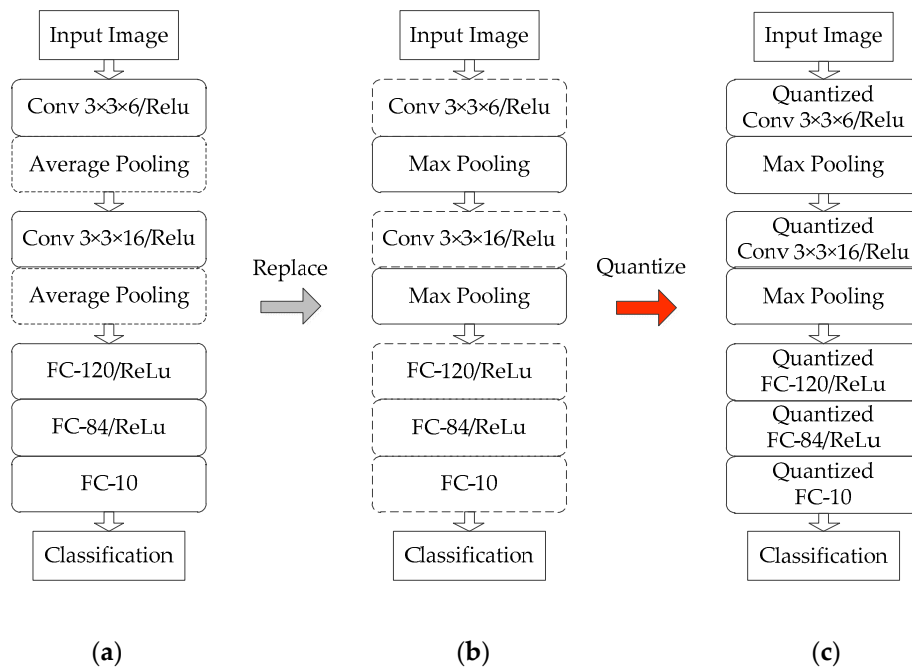 Input Image
Conv 3×3×6/Relu
Average Pooling
Conv 3×3×16/Relu
Average Pooling
FC-120/ReLu
FC-84/ReLu
FC-10
Classification
(a)
Replace
Input Image
Conv 3×3×6/Relu
Max Pooling
Conv 3×3×16/Relu
Max Pooling
FC-120/ReLu
FC-84/ReLu
FC-10
Classification
(b)
Quantize
Input Image
Quantized
Conv 3×3×6/Relu
Max Pooling
Quantized
Conv 3×3×16/Relu
Max Pooling
Quantized
FC-120/ReLu
Quantized
FC-84/ReLu
Quantized
FC-10
Classification
(c)